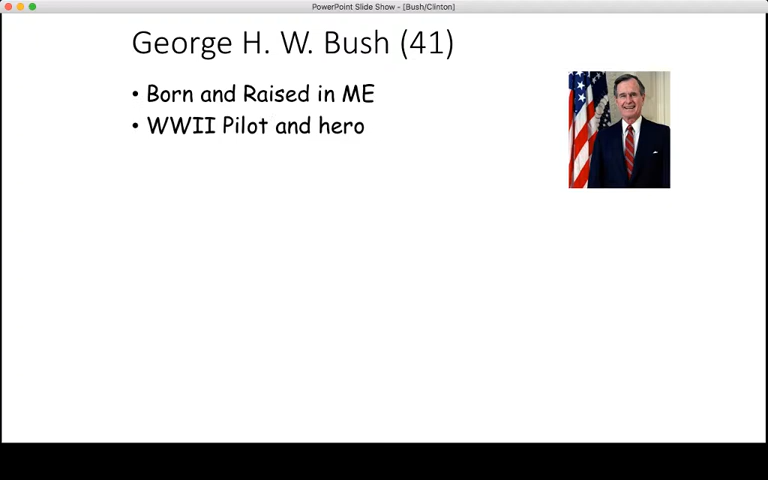 PowerPoint Slide Show - [Bush/Clinton]
George H. W. Bush (41)
• Born and Raised in ME
• WWII Pilot and hero